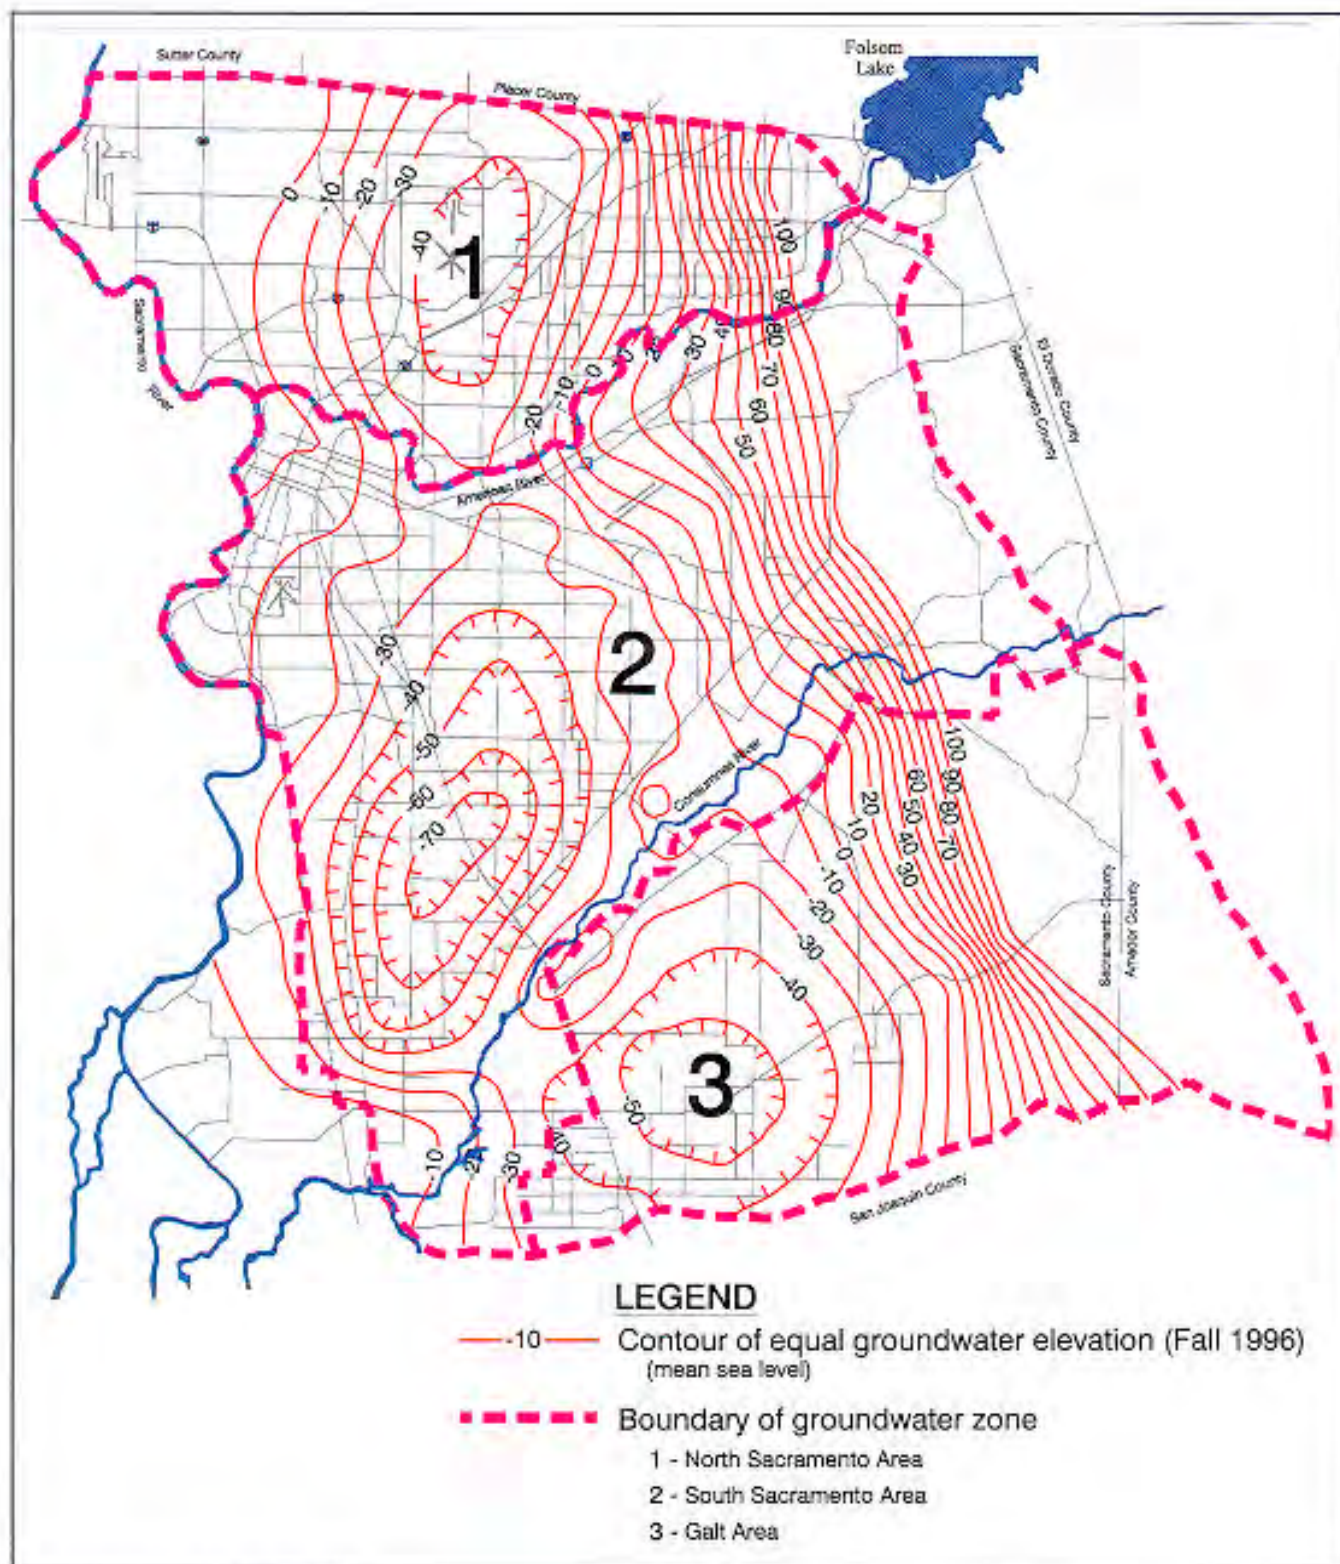 Folsom
Lake
Sutter County
Placer County
0
-10
-20
-30
-40
1
100
90
80
70
60
50
40
30
10
0
-10
-20
Sacramento
River
American River
El Dorado County
Sacramento County
2
-30
-40
-50
-60
-70
Consumnes River
100
90
80
70
60
50
40
30
20
10
0
-10
-20
-30
-40
3
-50
-40
-10
-20
-30
Sacramento County
Amador County
San Joaquin County
LEGEND
-10 Contour of equal groundwater elevation (Fall 1996)
(mean sea level)
Boundary of groundwater zone
1 - North Sacramento Area
2 - South Sacramento Area
3 - Galt Area